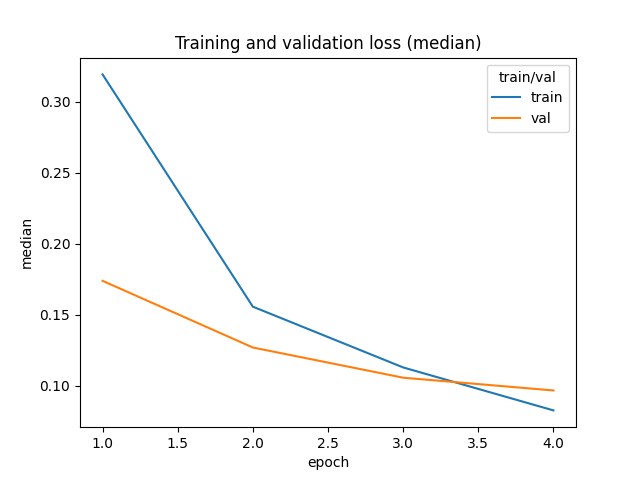 Training and validation loss (median)
train/val
train
val
0.30
0.25
0.20
0.15
0.10
median
1.0 1.5 2.0 2.5 3.0 3.5 4.0
epoch